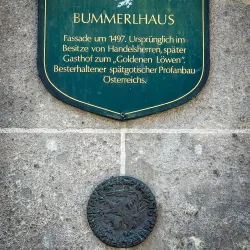 BUMMERLHAUS
Fassade um 1497. Ursprünglich im
Besitze von Handelsherren, später
Gasthof zum „Goldenen Löwen“.
Besterhaltener spätgotischer Profanbau
Österreichs.